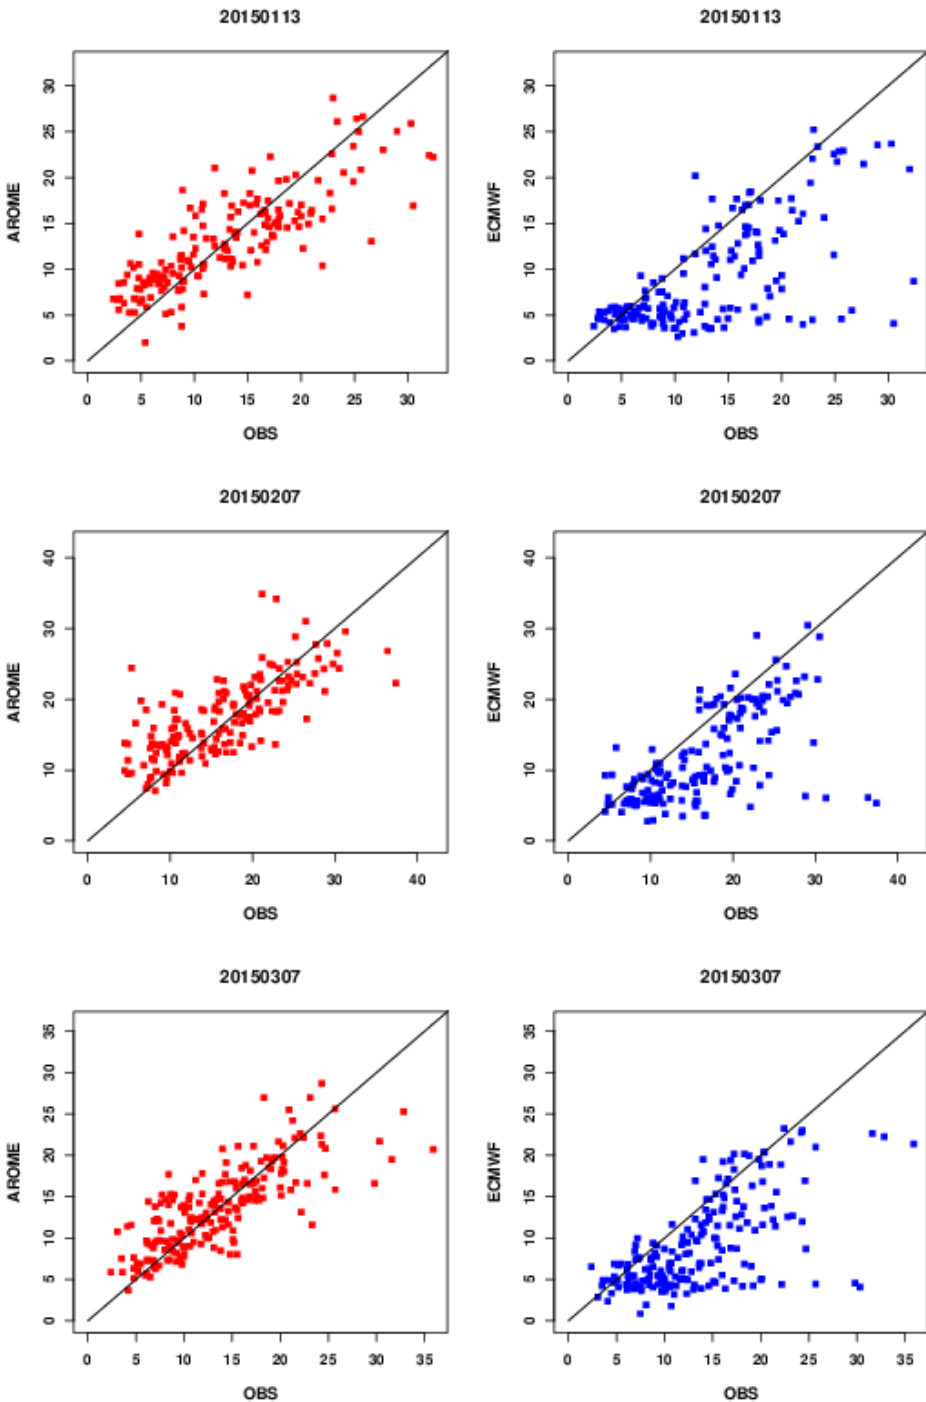 20150113 20150113
30 30
25 25
AROME 20 ECMWF 20
15 15
10 10
5 5
0 0
0 5 10 15 20 25 30 0 5 10 15 20 25 30
OBS OBS
20150207 20150207
40 40
30 30
AROME 20 ECMWF 20
10 10
0 0
0 10 20 30 40 0 10 20 30 40
OBS OBS
20150307 20150307
35 35
30 30
25 25
AROME 20 ECMWF 20
15 15
10 10
5 5
0 0
0 5 10 15 20 25 30 35 0 5 10 15 20 25 30 35
OBS OBS